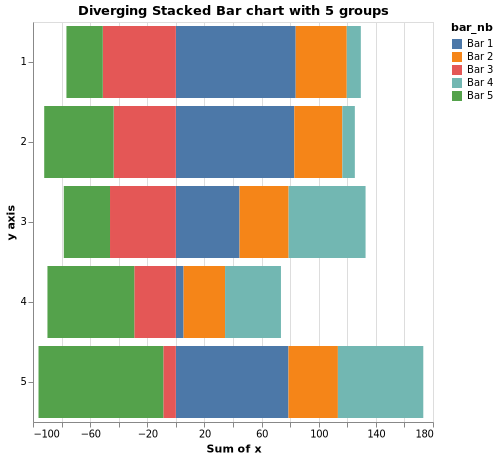 Diverging Stacked Bar chart with 5 groups
bar_nb
Bar 1
Bar 2
Bar 3
Bar 4
Bar 5
y axis
1
2
3
4
5
−100 −60 −20 20 60 100 140 180
Sum of x